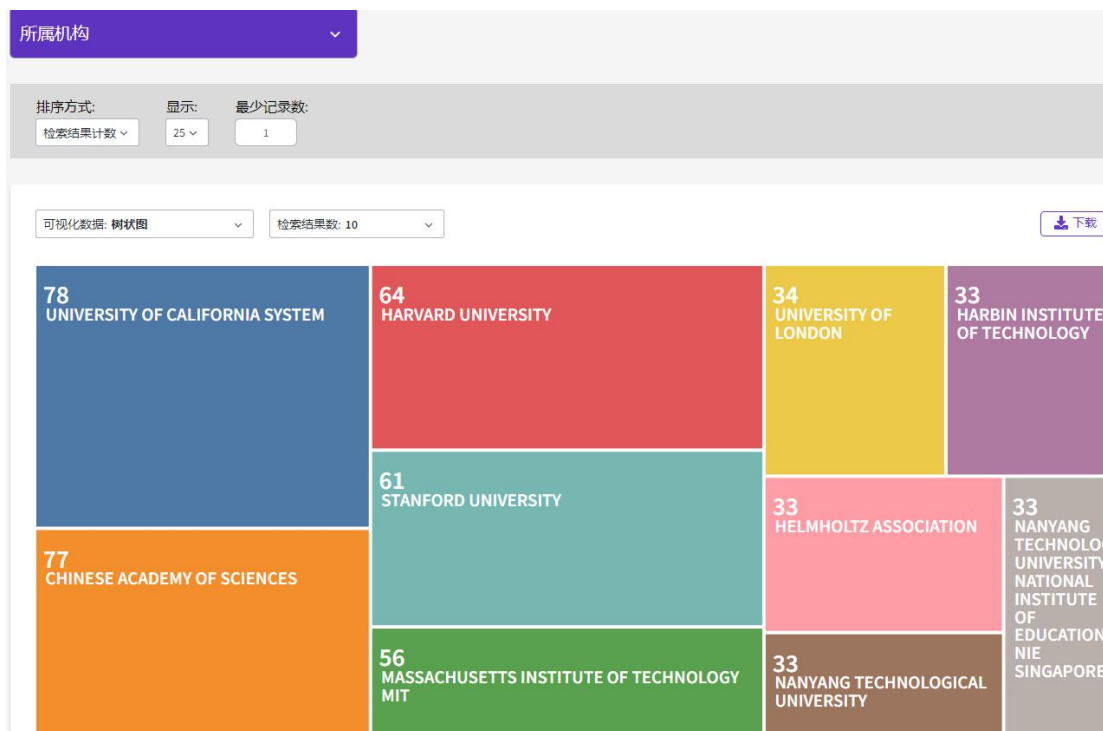 所属机构
排序方式:
显示:
最少记录数:
检索结果计数
25
1
可视化数据: 树状图
检索结果数: 10
下载
78
UNIVERSITY OF CALIFORNIA SYSTEM
77
CHINESE ACADEMY OF SCIENCES
64
HARVARD UNIVERSITY
61
STANFORD UNIVERSITY
56
MASSACHUSETTS INSTITUTE OF TECHNOLOGY
MIT
34
UNIVERSITY OF
LONDON
33
HARBIN INSTITUTE
OF TECHNOLOGY
33
HELMHOLTZ ASSOCIATION
33
NANYANG TECHNOLOGICAL
UNIVERSITY
33
NANYANG
TECHNOLO
UNIVERSITY
NATIONAL
INSTITUTE
OF
EDUCATION
NIE
SINGAPORE